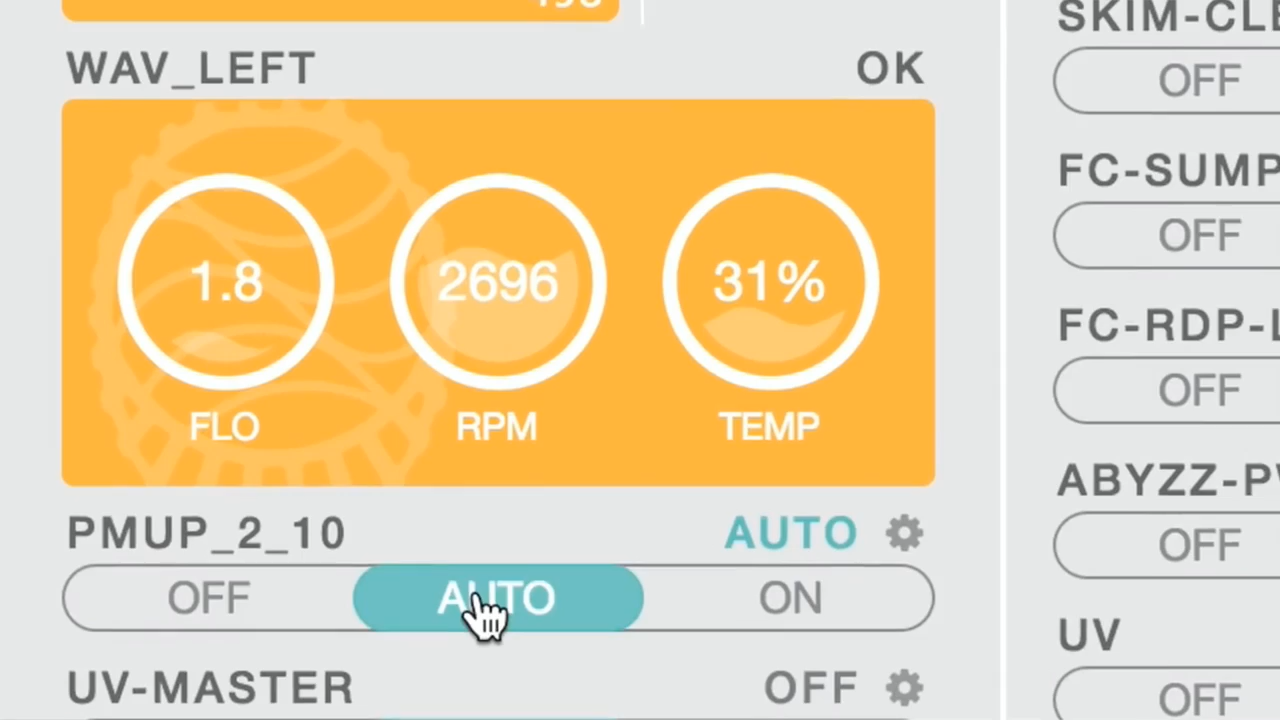 WAV_LEFT OK
1.8 2696 31%
FLO RPM TEMP
PMUP_2_10 AUTO
OFF AUTO ON
UV-MASTER OFF
OFF
FC-SUMP
OFF
OFF
OFF
UV
OFF